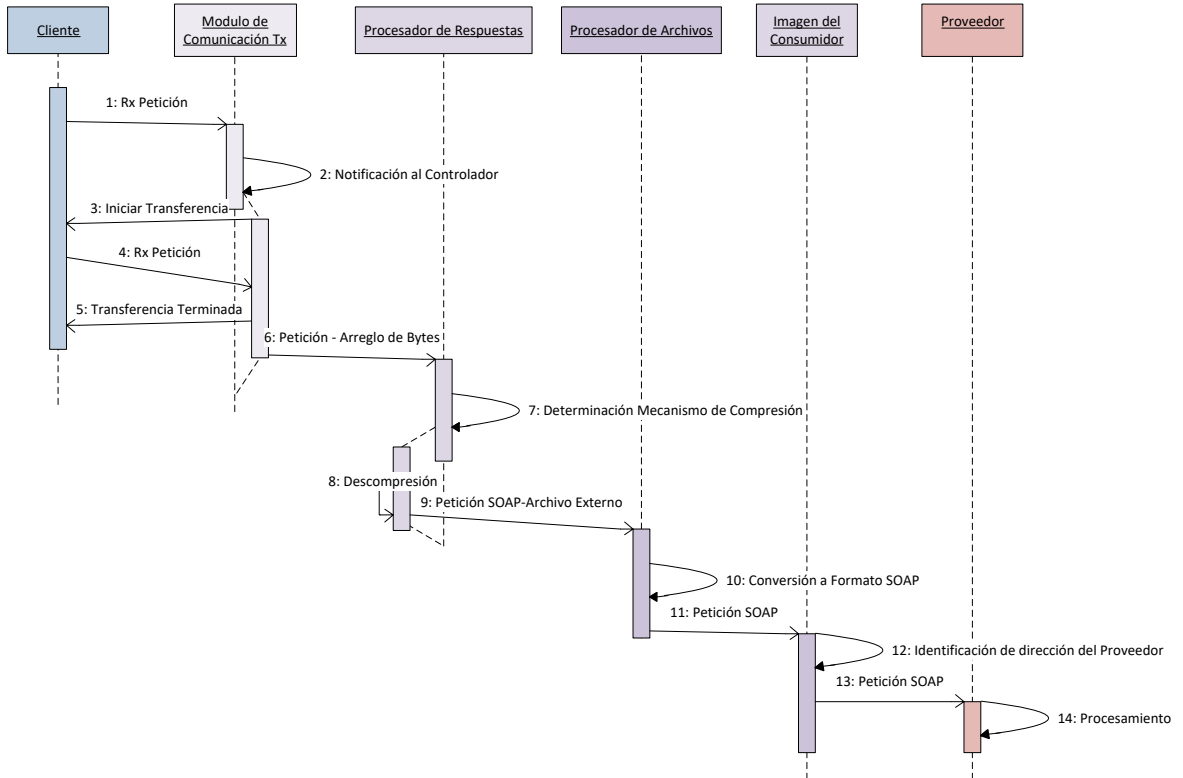 Cliente
Modulo de
Comunicación Tx
Procesador de Respuestas
Procesador de Archivos
Imagen del
Consumidor
Proveedor
1: Rx Petición
2: Notificación al Controlador
3: Iniciar Transferencia
4: Rx Petición
5: Transferencia Terminada
6: Petición - Arreglo de Bytes
7: Determinación Mecanismo de Compresión
8: Descompresión
9: Petición SOAP-Archivo Externo
10: Conversión a Formato SOAP
11: Petición SOAP
12: Identificación de dirección del Proveedor
13: Petición SOAP
14: Procesamiento